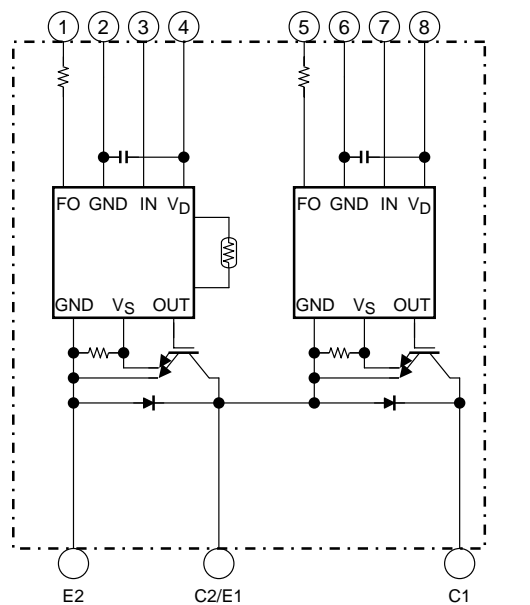 1 2 3 4 5 6 7 8
FO GND IN VD
FO GND IN VD
GND VS OUT
GND VS OUT
E2 C2/E1 C1